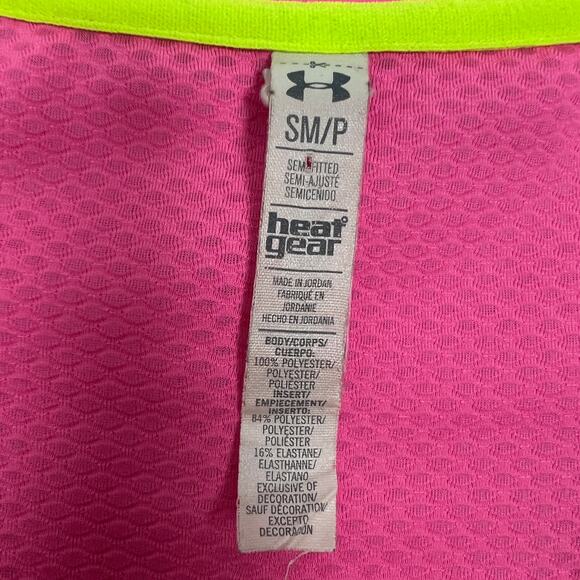 SM/P
SEMI-FITTED
SEMI-AJUSTÉ
SEMICENIDO
heat
gear
MADE IN JORDAN
FABRIQUÉ EN
JORDANIE
HECHO EN JORDANIA
BODY/CORPS/
CUERPO:
100% POLYESTER/
POLYESTER/
POLIÉSTER
INSERT/
EMPIECEMENT/
INSERTO:
84% POLYESTER/
POLYESTER/
POLIÉSTER
16% ELASTANE/
ELASTHANNE/
ELASTANO
EXCLUSIVE OF
DECORATION/
SAUF DÉCORATION/
EXCEPTO
DECORACIÓN